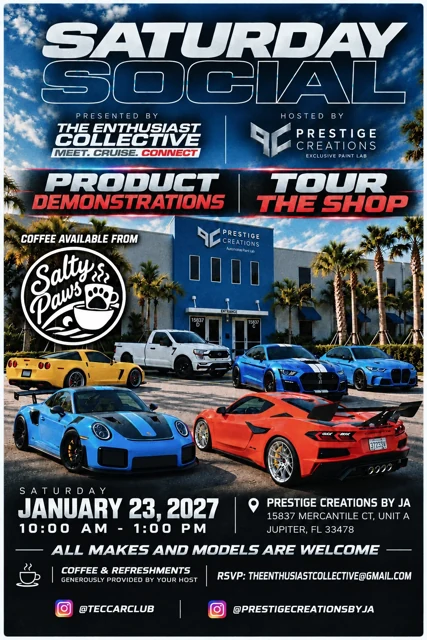 SATURDAY
SOCIAL
PRESENTED BY
THE ENTHUSIAST
COLLECTIVE
MEET. CRUISE. CONNECT
HOSTED BY
PRESTIGE
CREATIONS
EXCLUSIVE PAINT LAB
PRODUCT
DEMONSTRATIONS
TOUR
THE SHOP
COFFEE AVAILABLE FROM
Salty
Paws
PRESTIGE
CREATIONS
ENTRANCE
SATURDAY
JANUARY 23, 2027
10:00 AM - 1:00 PM
PRESTIGE CREATIONS BY JA
15837 MERCANTILE CT, UNIT A
JUPITER, FL 33478
ALL MAKES AND MODELS ARE WELCOME
COFFEE & REFRESHMENTS
GENEROUSLY PROVIDED BY YOUR HOST
RSVP: THEENTHUSIASTCOLLECTIVE@GMAIL.COM
@TECCARCLUB
@PRESTIGECREATIONSBYJA